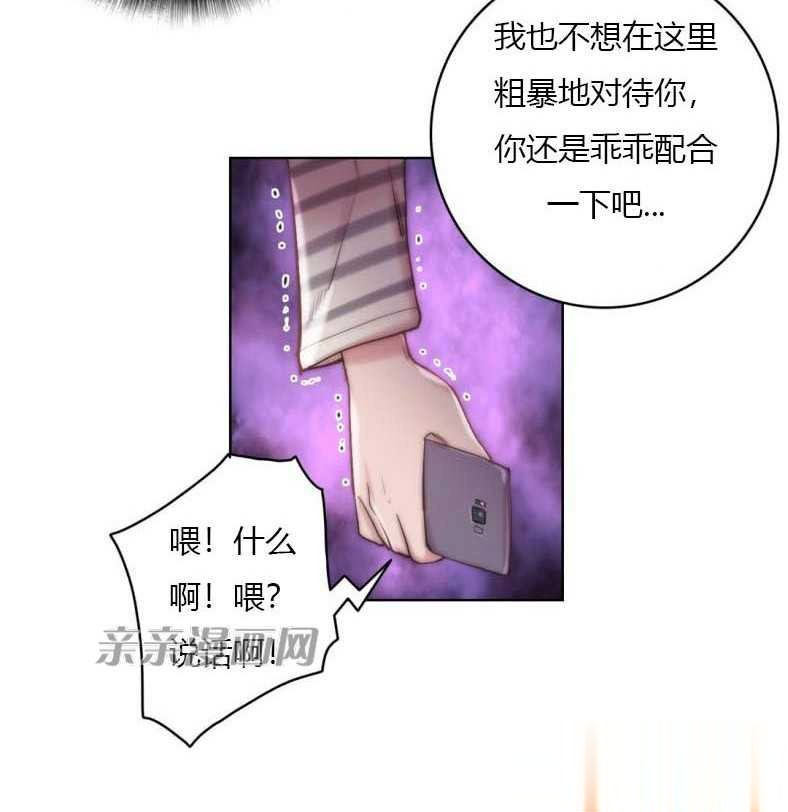 我也不想在这里
粗暴地对待你，
你还是乖乖配合
一下吧...
喂！什么
啊！喂？
说话啊！
亲亲漫画网